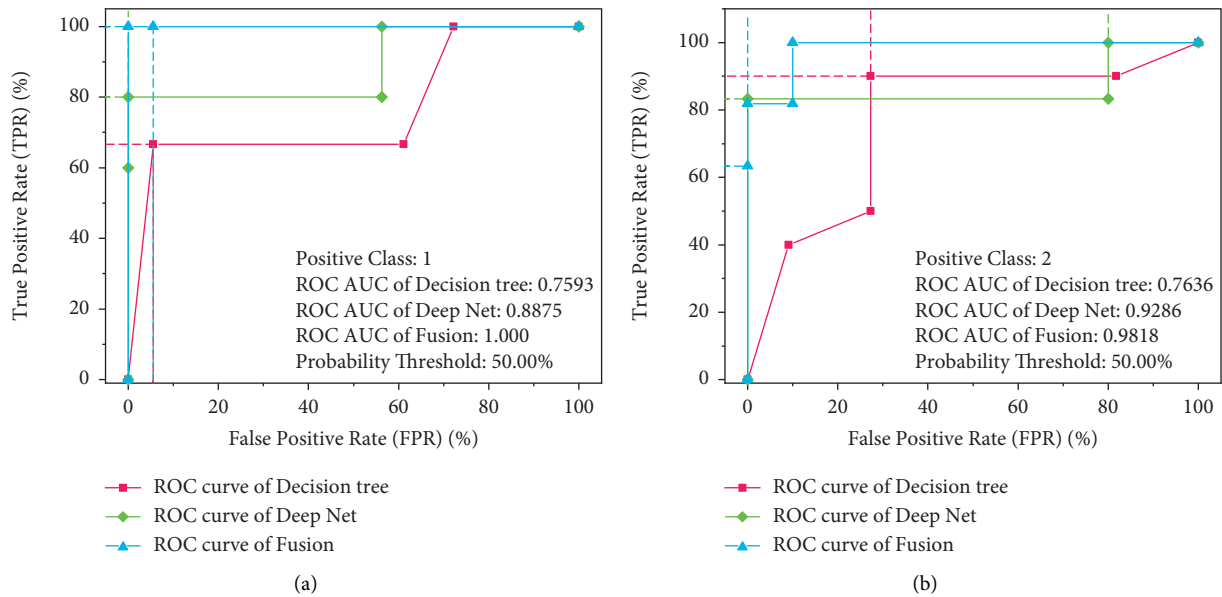 True Positive Rate (TPR) (%)
100
80
60
40
20
0
Positive Class: 1
ROC AUC of Decision tree: 0.7593
ROC AUC of Deep Net: 0.8875
ROC AUC of Fusion: 1.000
Probability Threshold: 50.00%
0 20 40 60 80 100
False Positive Rate (FPR) (%)
ROC curve of Decision tree
ROC curve of Deep Net
ROC curve of Fusion
(a)
True Positive Rate (TPR) (%)
100
80
60
40
20
0
Positive Class: 2
ROC AUC of Decision tree: 0.7636
ROC AUC of Deep Net: 0.9286
ROC AUC of Fusion: 0.9818
Probability Threshold: 50.00%
0 20 40 60 80 100
False Positive Rate (FPR) (%)
ROC curve of Decision tree
ROC curve of Deep Net
ROC curve of Fusion
(b)